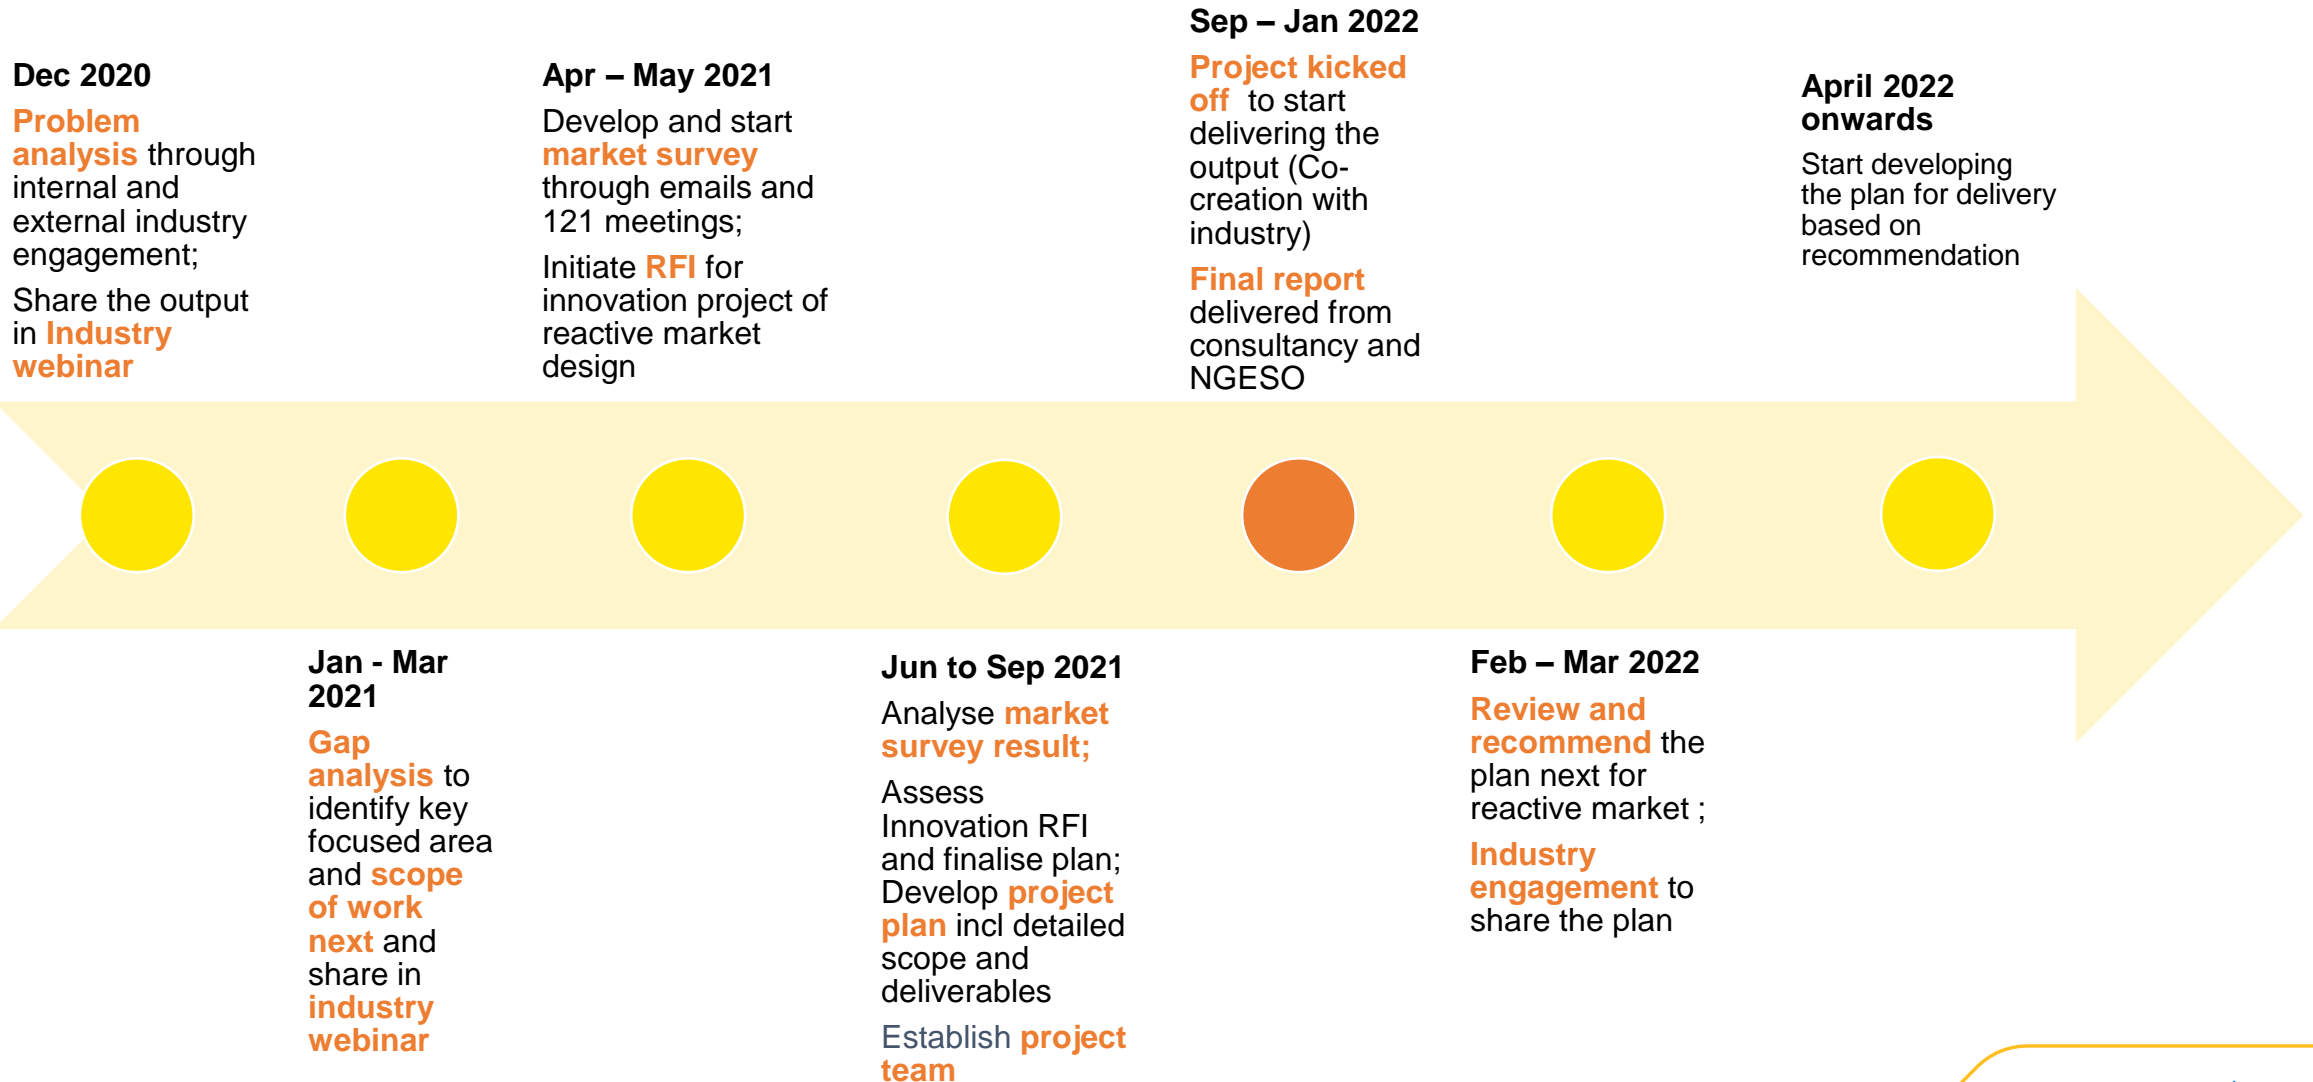 Dec 2020
Problem
analysis through
internal and
external industry
engagement;
Share the output
in Industry
webinar
Jan - Mar
2021
Gap
analysis to
identify key
focused area
and scope
of work
next and
share in
industry
webinar
Apr – May 2021
Develop and start
market survey
through emails and
121 meetings;
Initiate RFI for
innovation project of
reactive market
design
Jun to Sep 2021
Analyse market
survey result;
Assess
Innovation RFI
and finalise plan;
Develop project
plan incl detailed
scope and
deliverables
Establish project
team
Sep – Jan 2022
Project kicked
off to start
delivering the
output (Co-
creation with
industry)
Final report
delivered from
consultancy and
NGESO
Feb – Mar 2022
Review and
recommend the
plan next for
reactive market ;
Industry
engagement to
share the plan
April 2022
onwards
Start developing
the plan for delivery
based on
recommendation